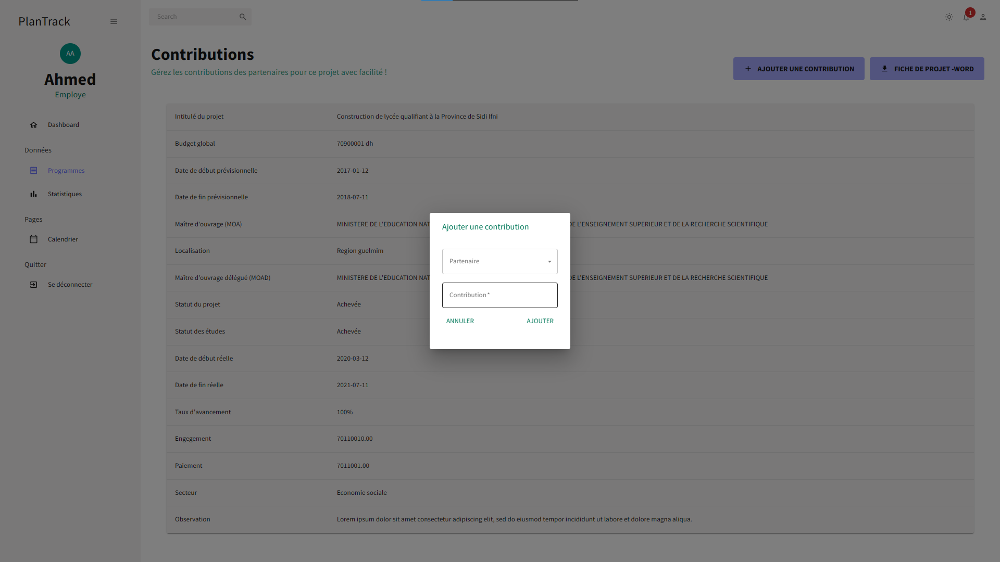 PlanTrack
Search
1
AA
Ahmed
Employe
Dashboard
Données
Programmes
Statistiques
Pages
Calendrier
Quitter
Se déconnecter
Contributions
Gérez les contributions des partenaires pour ce projet avec facilité !
AJOUTER UNE CONTRIBUTION
FICHE DE PROJET -WORD
Intitulé du projet Construction de lycée qualifiant à la Province de Sidi Ifni
Budget global 70900001 dh
Date de début prévisionnelle 2017-01-12
Date de fin prévisionnelle 2018-07-11
Maître d'ouvrage (MOA) MINISTERE DE L'EDUCATION NAT DE L'ENSEIGNEMENT SUPERIEUR ET DE LA RECHERCHE SCIENTIFIQUE
Localisation Region guelmim
Maître d'ouvrage délégué (MOAD) MINISTERE DE L'EDUCATION NAT DE L'ENSEIGNEMENT SUPERIEUR ET DE LA RECHERCHE SCIENTIFIQUE
Statut du projet Achevée
Statut des études Achevée
Date de début réelle 2020-03-12
Date de fin réelle 2021-07-11
Taux d'avancement 100%
Engegement 70110010.00
Paiement 7011001.00
Secteur Economie sociale
Observation Lorem ipsum dolor sit amet consectetur adipiscing elit, sed do eiusmod tempor incididunt ut labore et dolore magna aliqua.
Ajouter une contribution
Partenaire
Contribution *
ANNULER AJOUTER